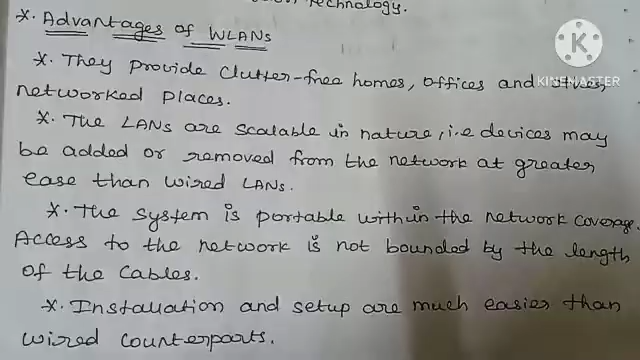 Technology.
*. Advantages of WLANs
*. They provide Clutter-free homes, offices and other
networked places.
*. The LANs are scalable in nature, i.e devices may
be added or removed from the network at greater
ease than wired LANs.
*. The system is portable within the network coverage.
Access to the network is not bounded by the length
of the cables.
*. Installation and setup are much easier than
wired counterparts.
K
KINEMASTER